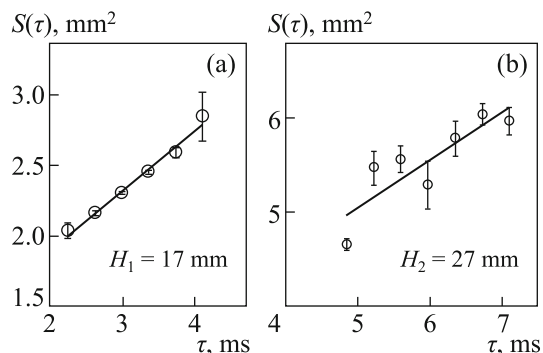 S(τ), mm²
S(τ), mm²
(a)
(b)
3.0
6
2.5
2.0
5
H₁ = 17 mm
H₂ = 27 mm
1.5
2 3 4
4 5 6 7
τ, ms
τ, ms